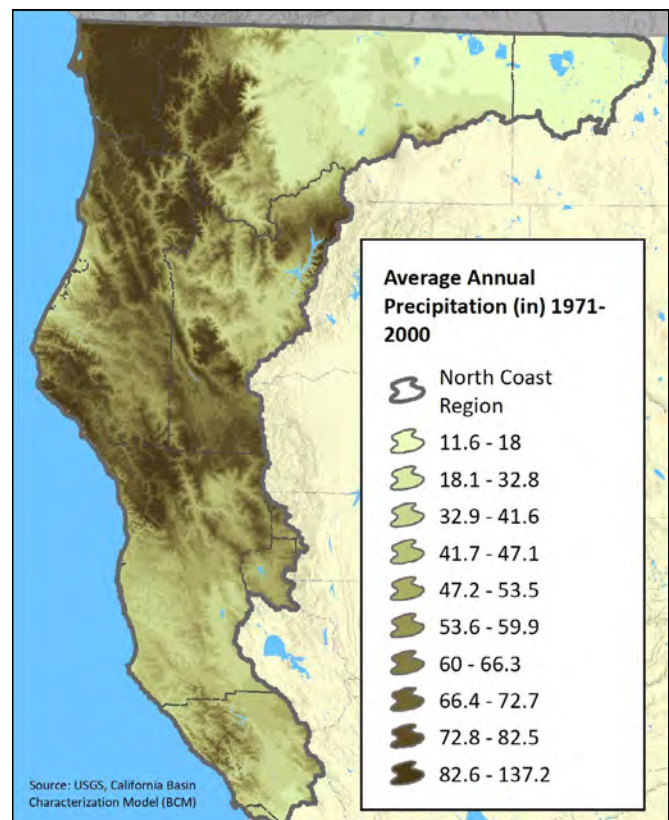 Average Annual
Precipitation (in) 1971-
2000
North Coast
Region
11.6 - 18
18.1 - 32.8
32.9 - 41.6
41.7 - 47.1
47.2 - 53.5
53.6 - 59.9
60 - 66.3
66.4 - 72.7
72.8 - 82.5
82.6 - 137.2
Source: USGS, California Basin
Characterization Model (BCM)